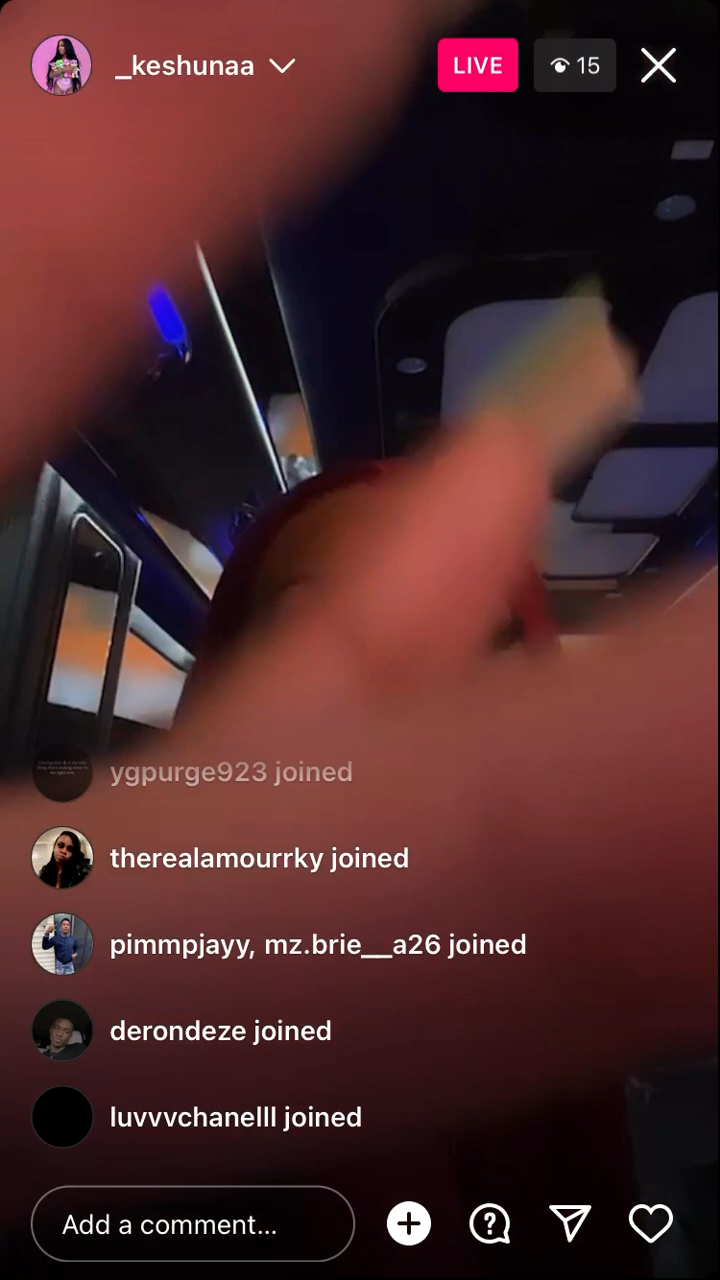 _keshunaa
LIVE
15
ygpurge923 joined
therealamourrky joined
pimmpjayy, mz.brie__a26 joined
derondeze joined
luvvvchanelll joined
Add a comment...